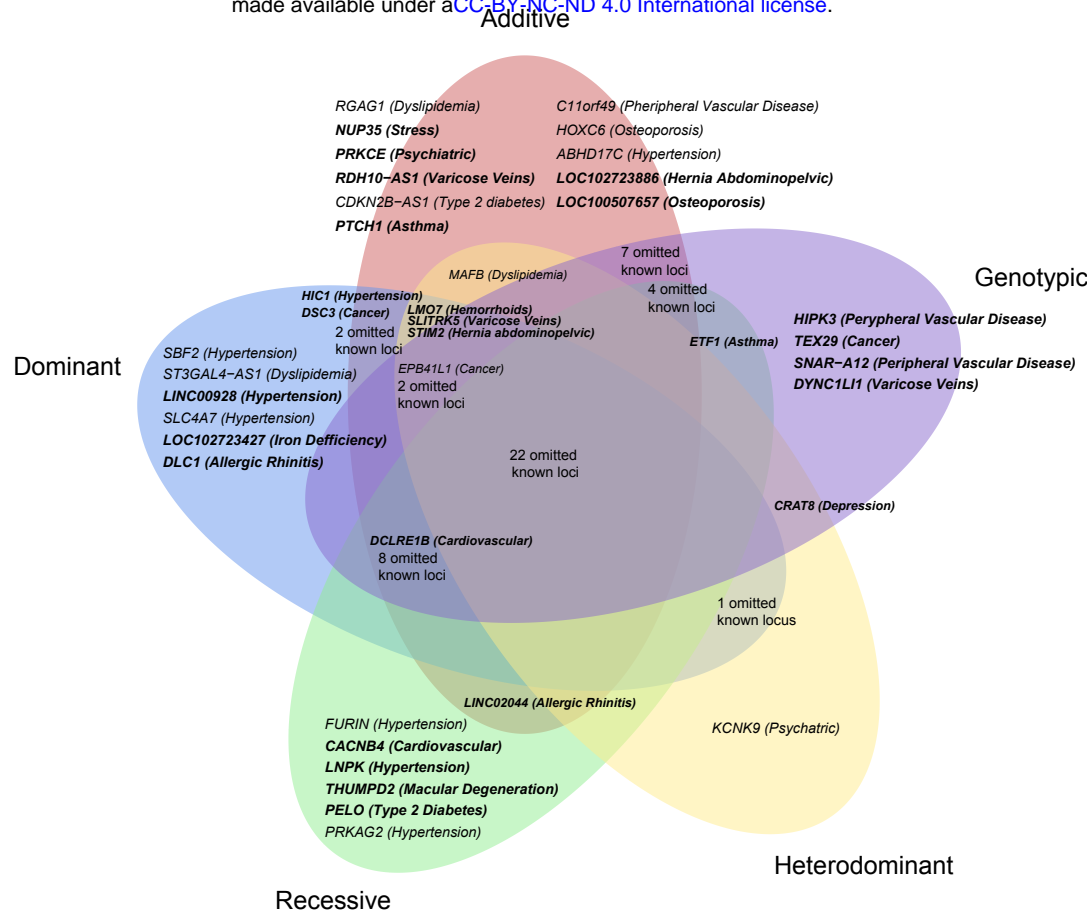 made available under aCC-BY-NC-ND 4.0 International license.
Additive
RGAG1 (Dyslipidemia)
NUP35 (Stress)
PRKCE (Psychiatric)
RDH10−AS1 (Varicose Veins)
CDKN2B−AS1 (Type 2 diabetes)
PTCH1 (Asthma)
C11orf49 (Pheripheral Vascular Disease)
HOXC6 (Osteoporosis)
ABHD17C (Hypertension)
LOC102723886 (Hernia Abdominopelvic)
LOC100507657 (Osteoporosis)
7 omitted
known loci
4 omitted
known loci
MAFB (Dyslipidemia)
Genotypic
HIC1 (Hypertension)
DSC3 (Cancer)
2 omitted
known loci
LMO7 (Hemorrhoids)
SLITRK5 (Varicose Veins)
STIM2 (Hernia abdominopelvic)
ETF1 (Asthma)
HIPK3 (Perypheral Vascular Disease)
TEX29 (Cancer)
SNAR−A12 (Peripheral Vascular Disease)
DYNC1LI1 (Varicose Veins)
Dominant
SBF2 (Hypertension)
ST3GAL4−AS1 (Dyslipidemia)
LINC00928 (Hypertension)
SLC4A7 (Hypertension)
LOC102723427 (Iron Defficiency)
DLC1 (Allergic Rhinitis)
EPB41L1 (Cancer)
2 omitted
known loci
22 omitted
known loci
CRAT8 (Depression)
DCLRE1B (Cardiovascular)
8 omitted
known loci
1 omitted
known locus
LINC02044 (Allergic Rhinitis)
FURIN (Hypertension)
CACNB4 (Cardiovascular)
LNPK (Hypertension)
THUMPD2 (Macular Degeneration)
PELO (Type 2 Diabetes)
PRKAG2 (Hypertension)
KCNK9 (Psychatric)
Heterodominant
Recessive